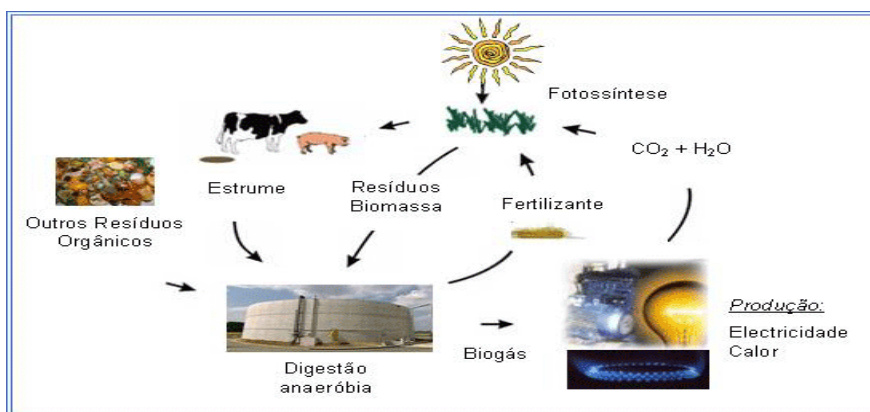 Fotossíntese
CO₂ + H₂O
Estrume
Resíduos
Biomassa
Fertilizante
Outros Resíduos
Orgânicos
Produção:
Electricidade
Calor
Biogás
Digestão
anaeróbia